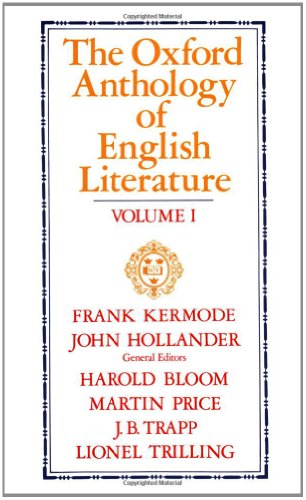 The Oxford
Anthology
of
English
Literature
VOLUME I
FRANK KERMODE
JOHN HOLLANDER
General Editors
HAROLD BLOOM
MARTIN PRICE
J. B. TRAPP
LIONEL TRILLING